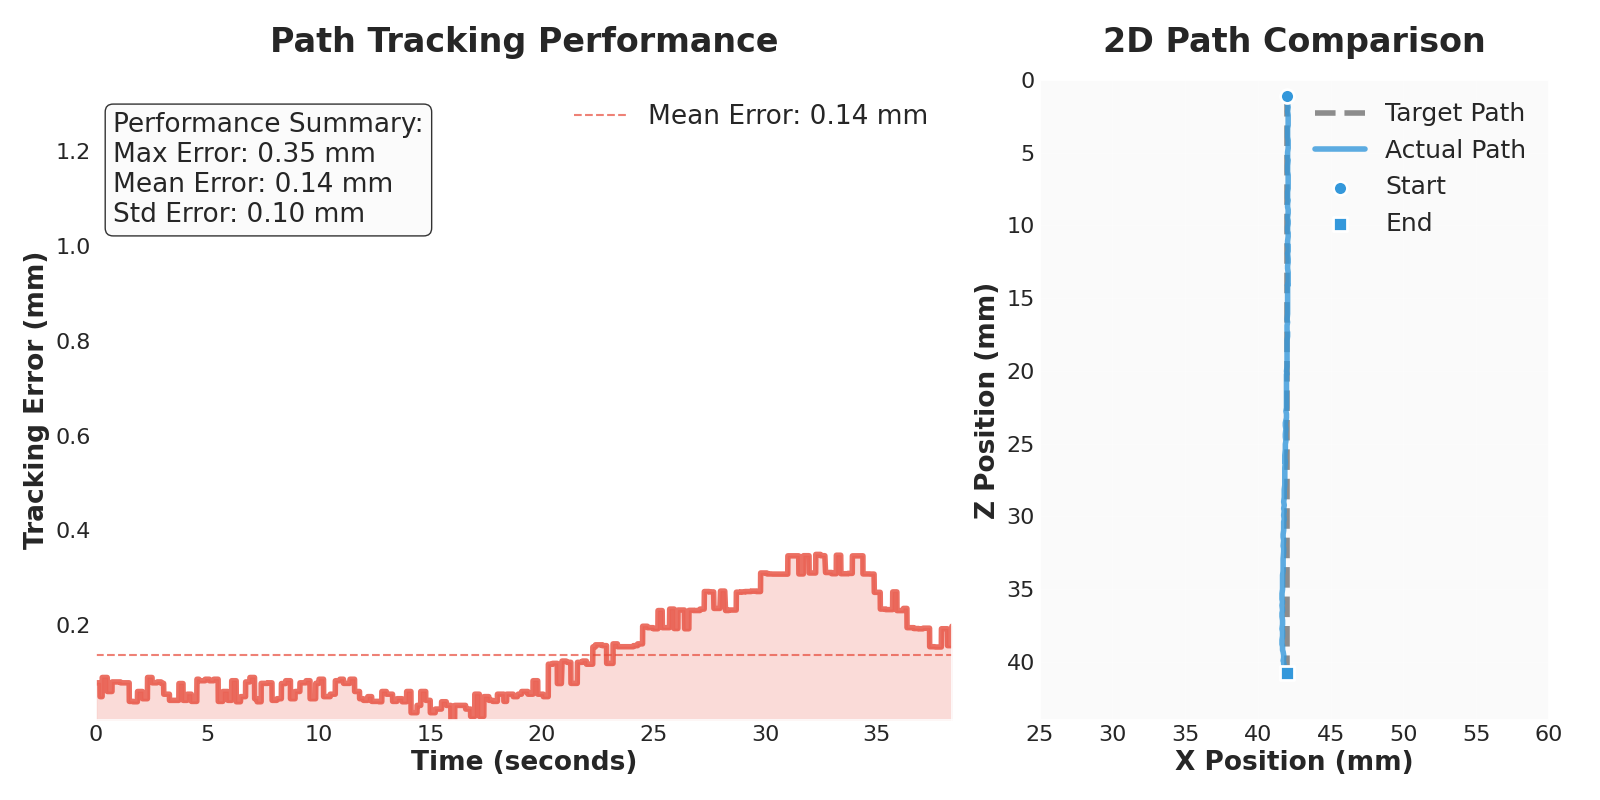 Path Tracking Performance
Performance Summary:
Max Error: 0.35 mm
Mean Error: 0.14 mm
Std Error: 0.10 mm
Mean Error: 0.14 mm
Tracking Error (mm)
1.2
1.0
0.8
0.6
0.4
0.2
0 5 10 15 20 25 30 35
Time (seconds)
2D Path Comparison
Target Path
Actual Path
Start
End
Z Position (mm)
0
5
10
15
20
25
30
35
40
25 30 35 40 45 50 55 60
X Position (mm)